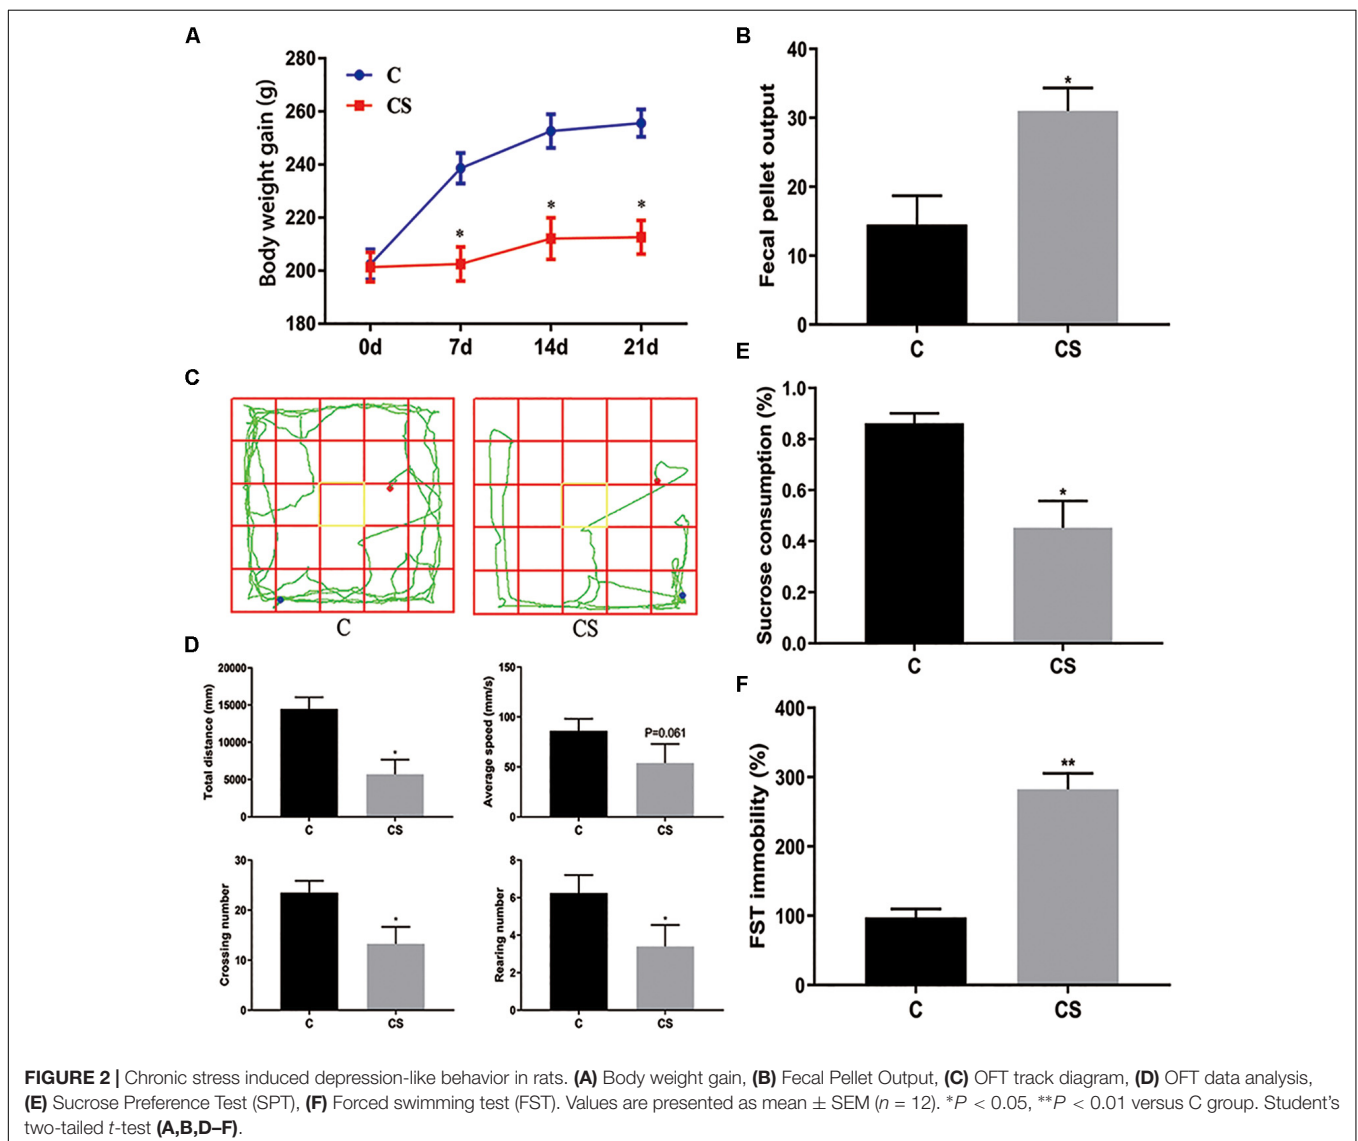 A
280
260
240
220
200
180
Body weight gain (g)
C
CS
*
*
*
0d 7d 14d 21d
B
40
30
20
10
0
Fecal pellet output
*
C CS
C
C CS
E
1.0
0.8
0.6
0.4
0.2
0.0
Sucrose consumption (%)
*
C CS
D
20000
15000
10000
5000
0
Total distance (mm)
*
C CS
150
100
50
0
Average speed (mm/s)
P=0.061
C CS
30
20
10
0
Crossing number
*
C CS
8
6
4
2
0
Rearing number
*
C CS
F
400
300
200
100
0
FST immobility (%)
**
C CS
FIGURE 2 | Chronic stress induced depression-like behavior in rats. (A) Body weight gain, (B) Fecal Pellet Output, (C) OFT track diagram, (D) OFT data analysis,
(E) Sucrose Preference Test (SPT), (F) Forced swimming test (FST). Values are presented as mean ± SEM (n = 12). *P < 0.05, **P < 0.01 versus C group. Student's
two-tailed t-test (A,B,D–F).